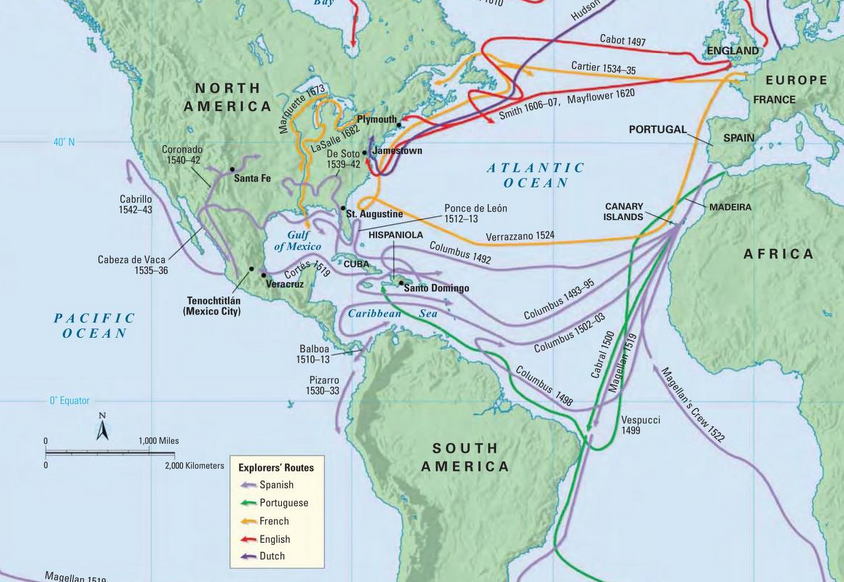 Bay
1610
Hudson
Cabot 1497
ENGLAND
Cartier 1534–35
EUROPE
FRANCE
NORTH
AMERICA
Marquette 1673
Smith 1606–07, Mayflower 1620
Plymouth
LaSalle 1682
PORTUGAL
SPAIN
40° N
Coronado
1540–42
De Soto
1539–42
Jamestown
Santa Fe
ATLANTIC
OCEAN
Cabrillo
1542–43
St. Augustine
Ponce de León
1512–13
CANARY
ISLANDS
MADEIRA
Gulf
of Mexico
HISPANIOLA
Verrazzano 1524
Cabeza de Vaca
1535–36
Columbus 1492
AFRICA
Cortés 1519
CUBA
Veracruz
Santo Domingo
Tenochtitlán
(Mexico City)
Columbus 1493–95
PACIFIC
OCEAN
Caribbean Sea
Columbus 1502–03
Balboa
1510–13
Cabral 1500
Magellan 1519
Pizarro
1530–33
Columbus 1498
Magellan's Crew 1522
0° Equator
Vespucci
1499
N
0 1,000 Miles
0 2,000 Kilometers
SOUTH
AMERICA
Explorers' Routes
Spanish
Portuguese
French
English
Dutch
Magellan 1519